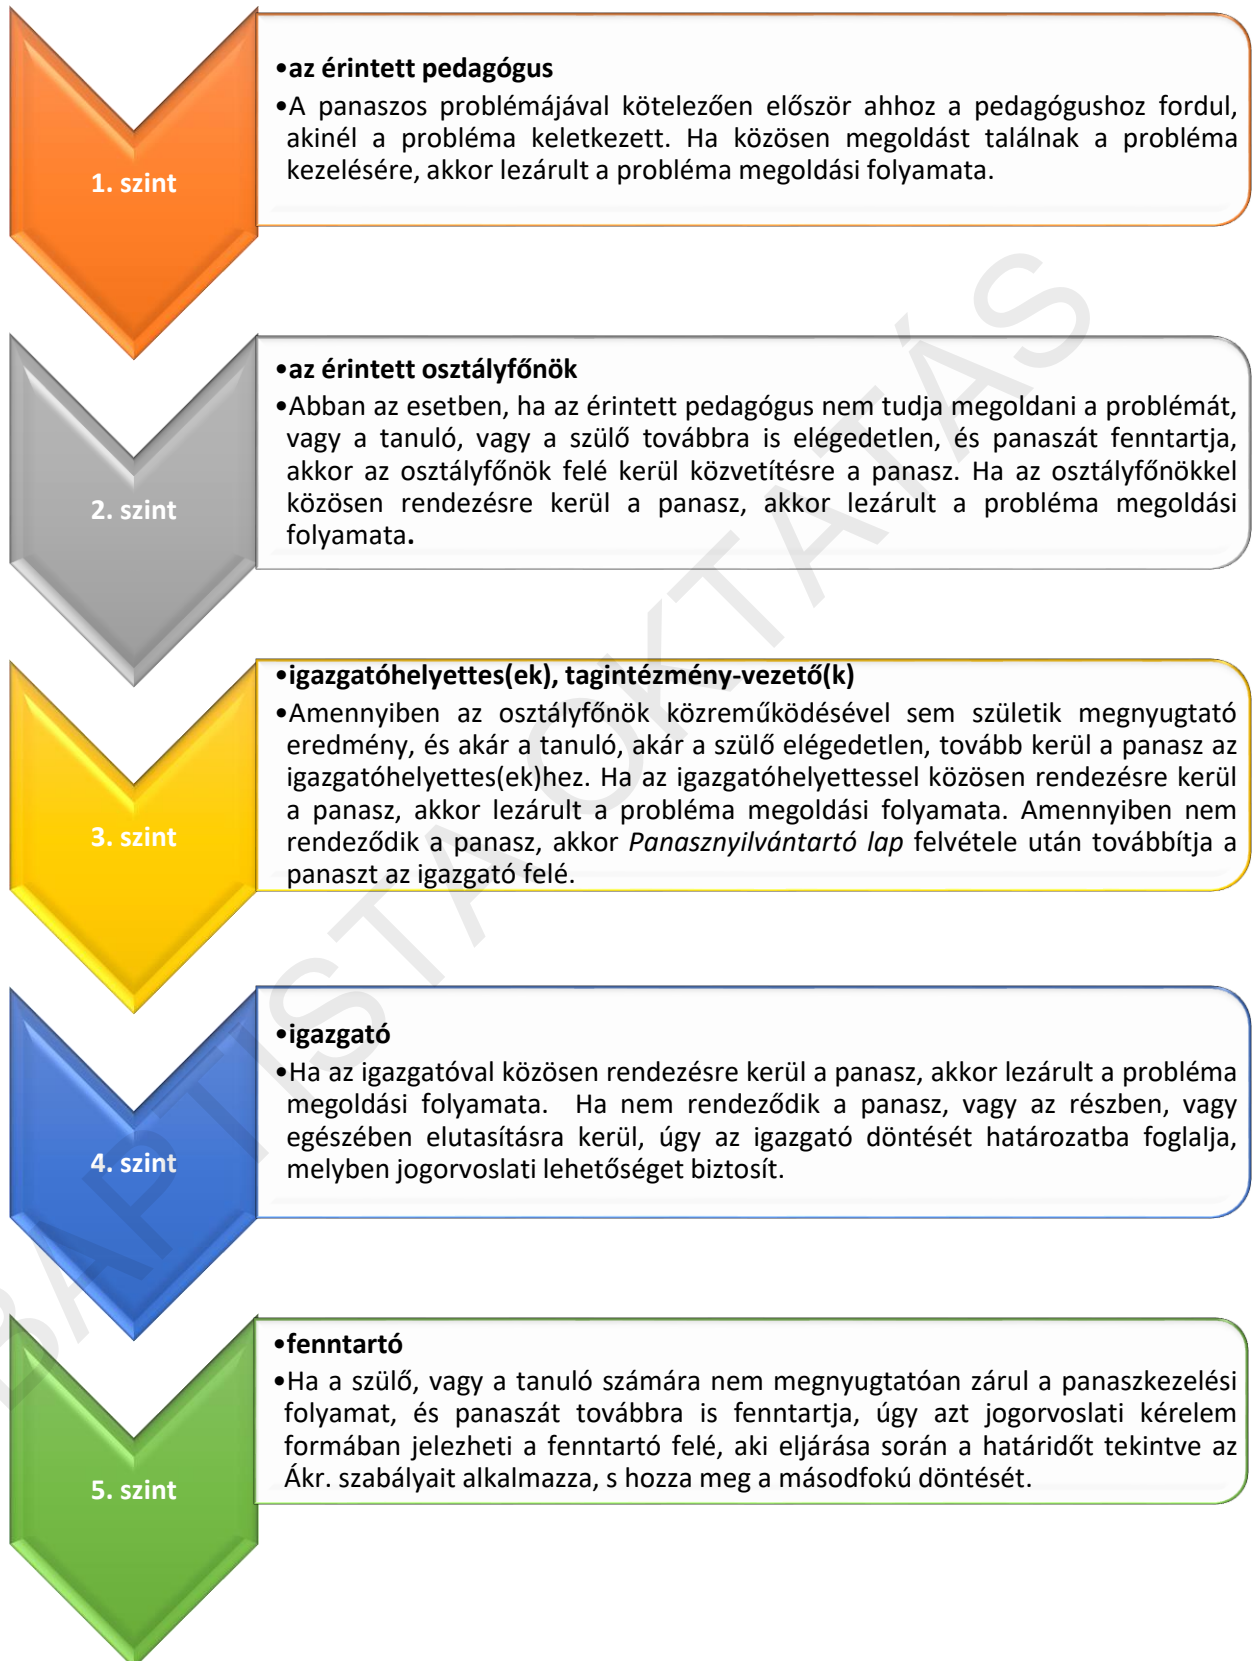 1. szint
•az érintett pedagógus
•A panaszos problémájával kötelezően először ahhoz a pedagógushoz fordul,
akinél a probléma keletkezett. Ha közösen megoldást találnak a probléma
kezelésére, akkor lezárult a probléma megoldási folyamata.
2. szint
•az érintett osztályfőnök
•Abban az esetben, ha az érintett pedagógus nem tudja megoldani a problémát,
vagy a tanuló, vagy a szülő továbbra is elégedetlen, és panaszát fenntartja,
akkor az osztályfőnök felé kerül közvetítésre a panasz. Ha az osztályfőnökkel
közösen rendezésre kerül a panasz, akkor lezárult a probléma megoldási
folyamata.
3. szint
•igazgatóhelyettes(ek), tagintézmény-vezető(k)
•Amennyiben az osztályfőnök közreműködésével sem születik megnyugtató
eredmény, és akár a tanuló, akár a szülő elégedetlen, tovább kerül a panasz az
igazgatóhelyettes(ek)hez. Ha az igazgatóhelyettessel közösen rendezésre kerül
a panasz, akkor lezárult a probléma megoldási folyamata. Amennyiben nem
rendeződik a panasz, akkor Panasznyilvántartó lap felvétele után továbbítja a
panaszt az igazgató felé.
4. szint
•igazgató
•Ha az igazgatóval közösen rendezésre kerül a panasz, akkor lezárult a probléma
megoldási folyamata. Ha nem rendeződik a panasz, vagy az részben, vagy
egészében elutasításra kerül, úgy az igazgató döntését határozatba foglalja,
melyben jogorvoslati lehetőséget biztosít.
5. szint
•fenntartó
•Ha a szülő, vagy a tanuló számára nem megnyugtatóan zárul a panaszkezelési
folyamat, és panaszát továbbra is fenntartja, úgy azt jogorvoslati kérelem
formában jelezheti a fenntartó felé, aki eljárása során a határidőt tekintve az
Ákr. szabályait alkalmazza, s hozza meg a másodfokú döntését.
BAPTISTA OKTATÁS